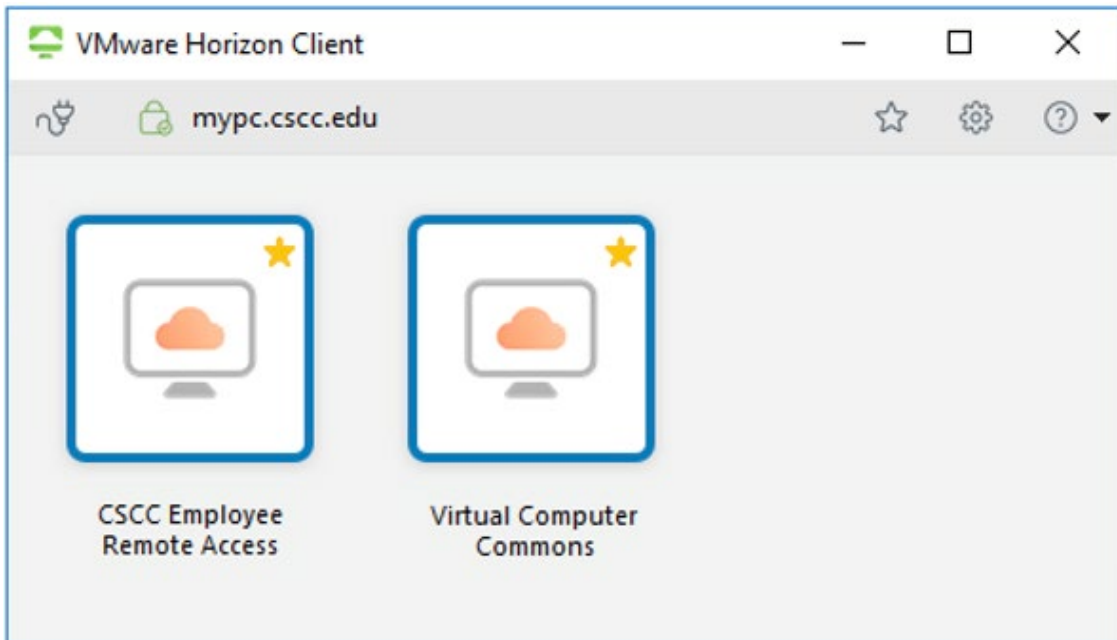 VMware Horizon Client
mypc.cscc.edu
CSCC Employee
Remote Access
Virtual Computer
Commons